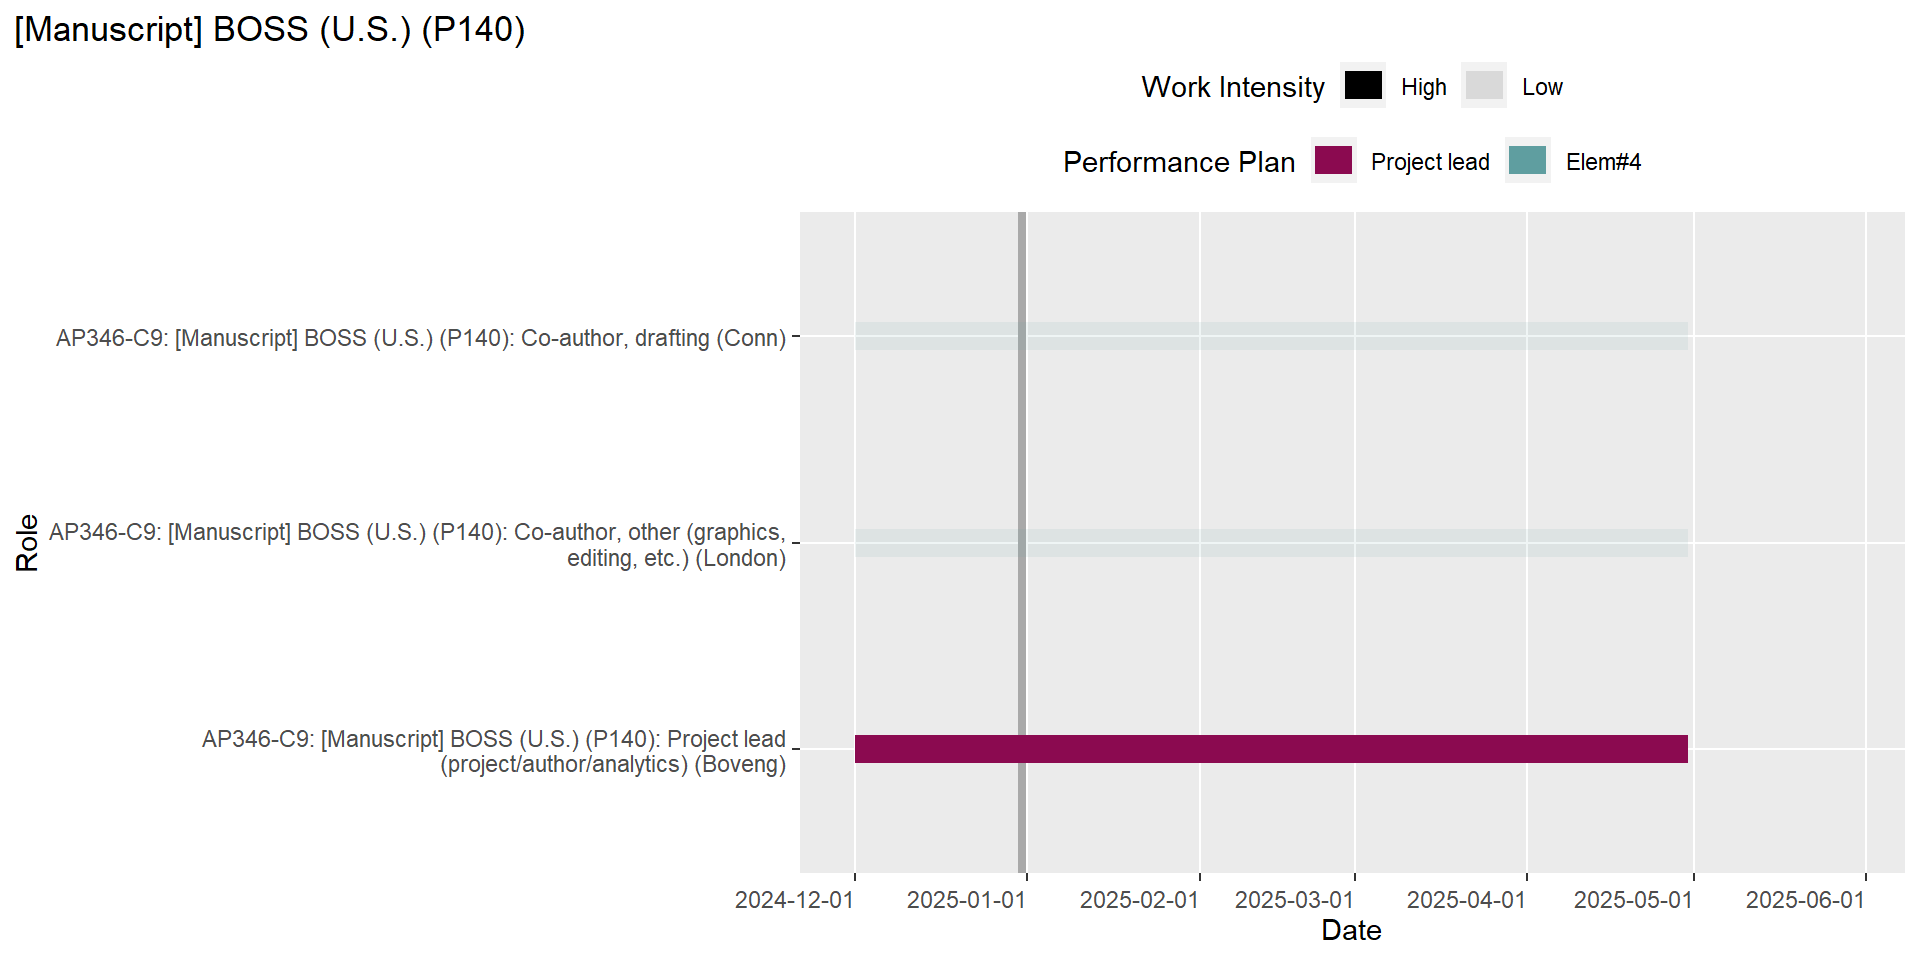 [Manuscript] BOSS (U.S.) (P140)
Work Intensity High Low
Performance Plan Project lead Elem#4
AP346-C9: [Manuscript] BOSS (U.S.) (P140): Co-author, drafting (Conn)
AP346-C9: [Manuscript] BOSS (U.S.) (P140): Co-author, other (graphics,
editing, etc.) (London)
AP346-C9: [Manuscript] BOSS (U.S.) (P140): Project lead
(project/author/analytics) (Boveng)
Role
2024-12-01 2025-01-01 2025-02-01 2025-03-01 2025-04-01 2025-05-01 2025-06-01
Date